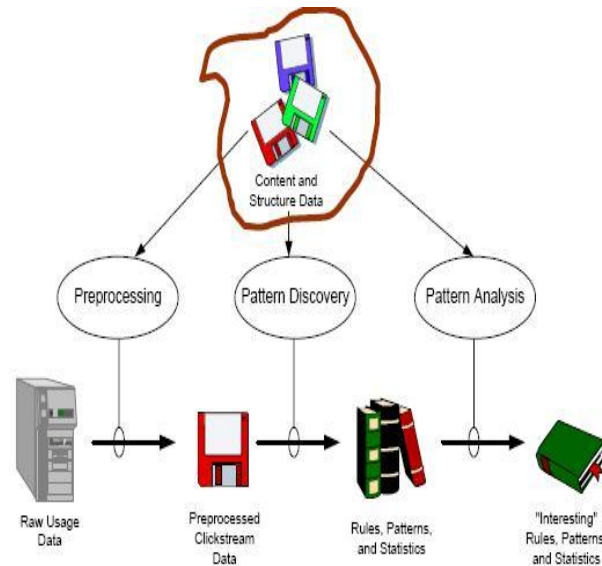 Content and
Structure Data
Preprocessing
Pattern Discovery
Pattern Analysis
Raw Usage
Data
Preprocessed
Clickstream
Data
Rules, Patterns,
and Statistics
"Interesting"
Rules, Patterns,
and Statistics